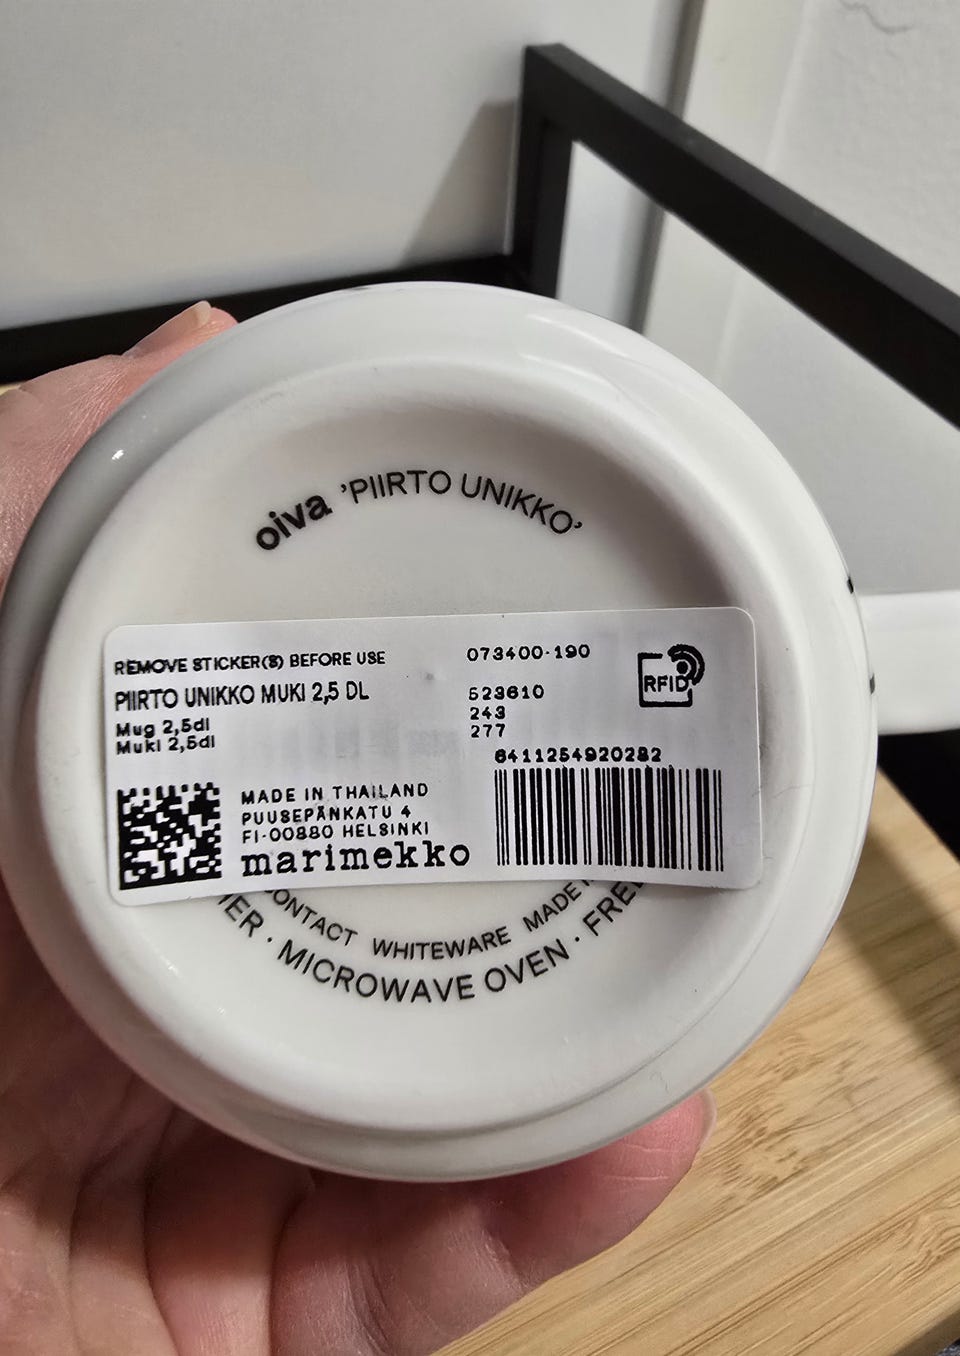 oiva 'PIIRTO UNIKKO'
REMOVE STICKER(S) BEFORE USE
PIIRTO UNIKKO MUKI 2,5 DL
Mug 2,5dl
Muki 2,5dl
073400-190
523610
243
277
RFID
6411254920282
MADE IN THAILAND
PUUSEPÄNKATU 4
FI-00880 HELSINKI
marimekko
CONTACT WHITEWARE MADE
MICROWAVE OVEN ·